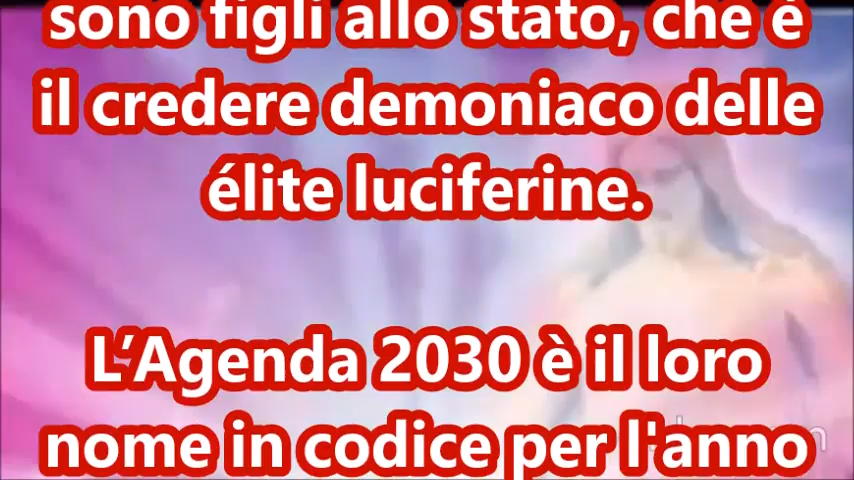 sono figli allo stato, che è
il credere demoniaco delle
élite luciferine.
L’Agenda 2030 è il loro
nome in codice per l'anno